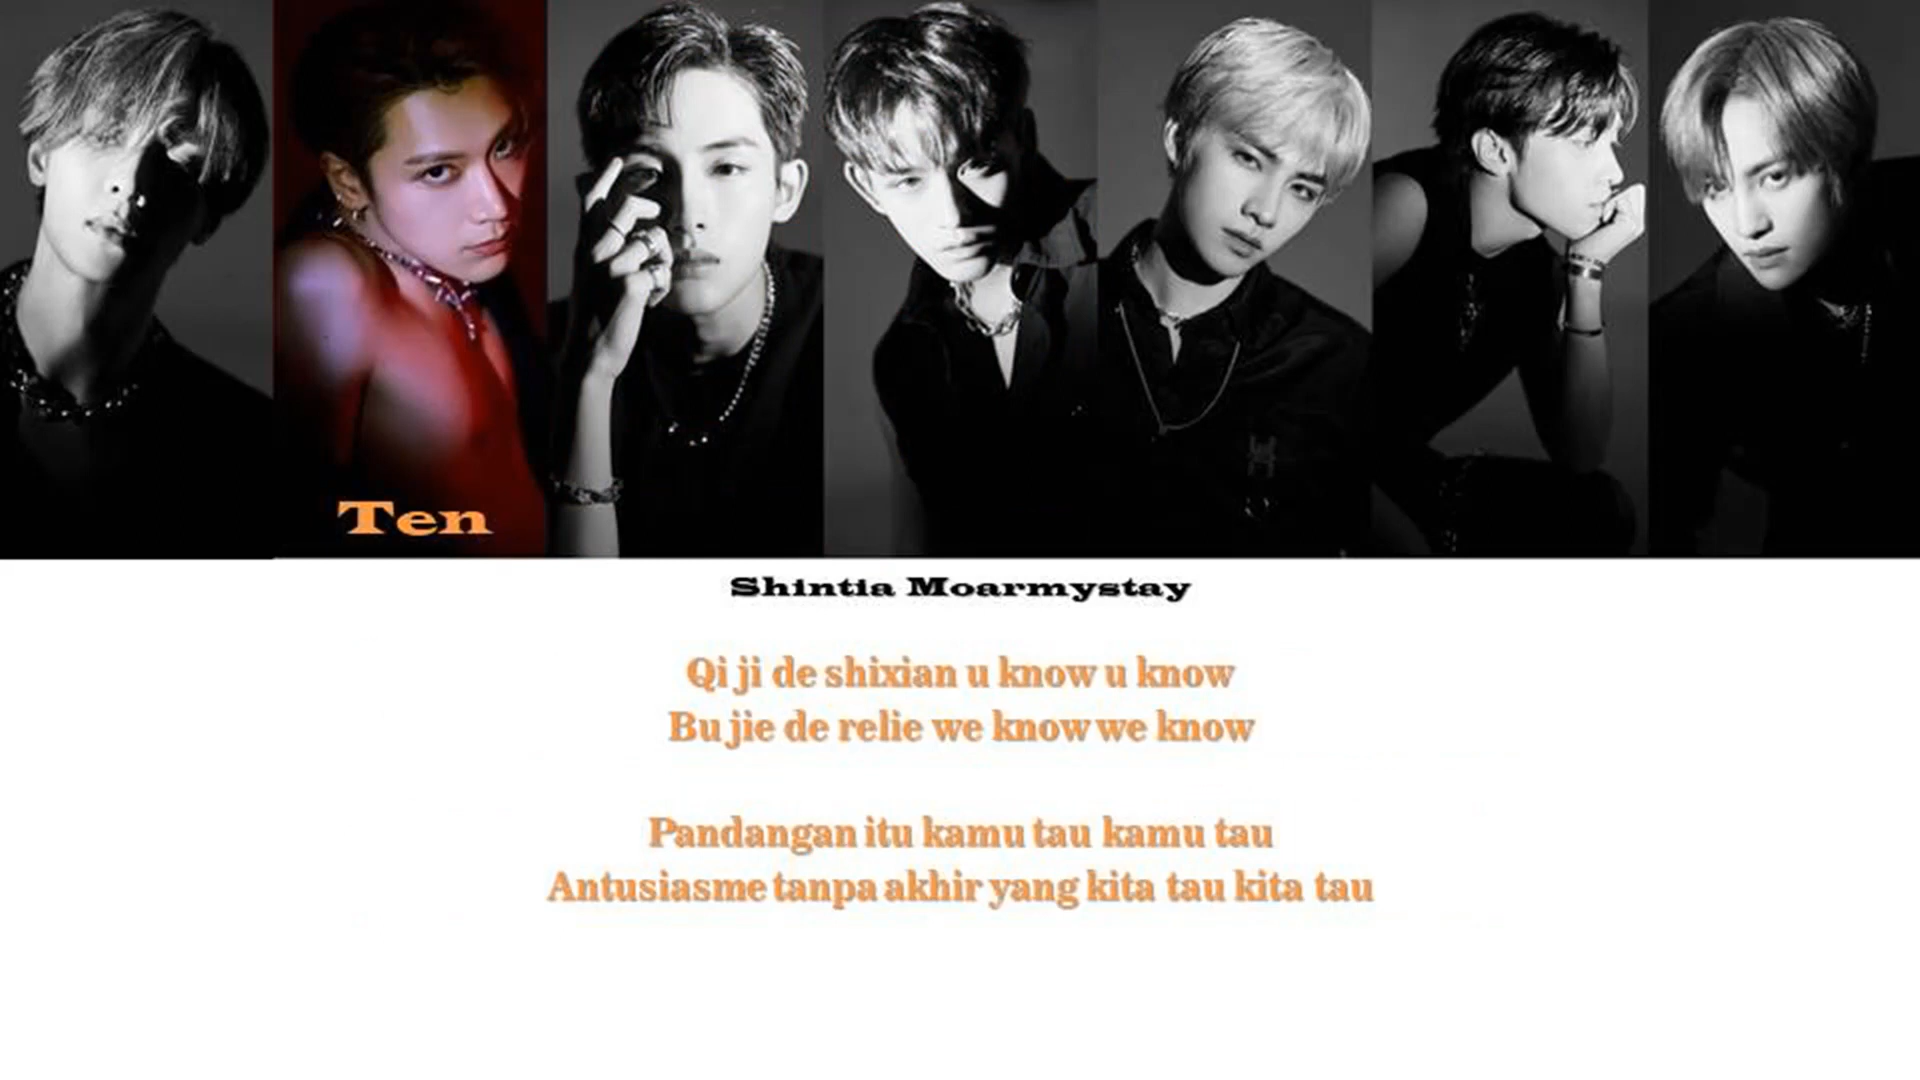 Ten
Shintia Moarmystay
Qi ji de shixian u know u know
Bu jie de relie we know we know
Pandangan itu kamu tau kamu tau
Antusiasme tanpa akhir yang kita tau kita tau